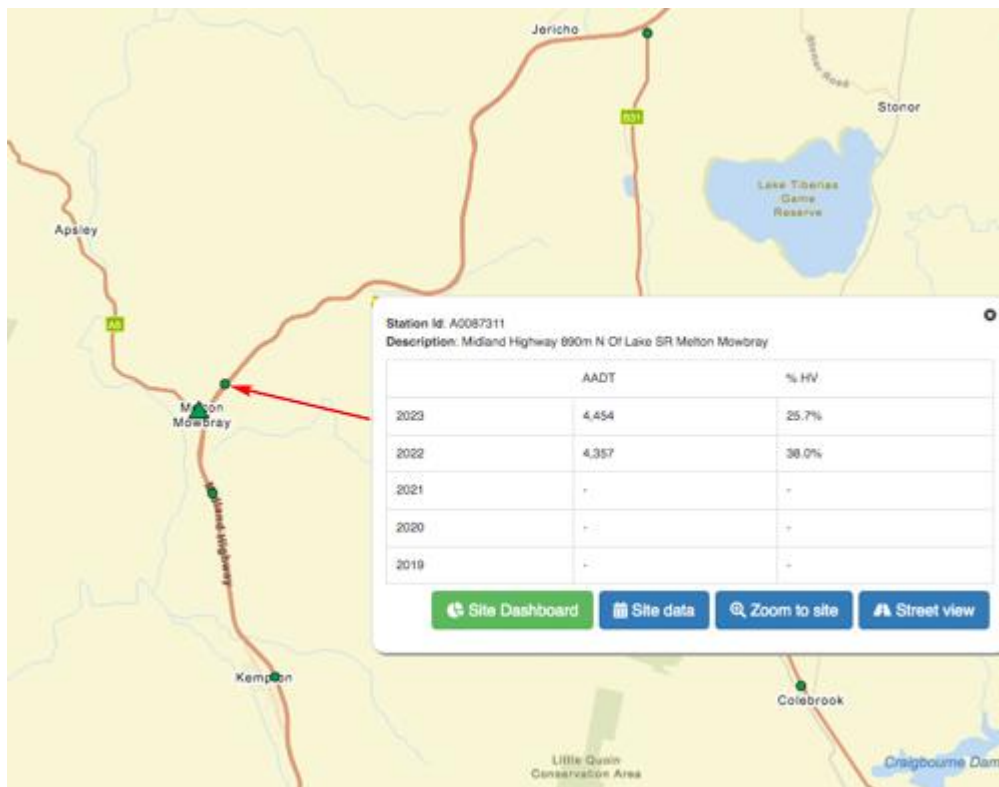 Jericho
Stonor Road
Stonor
B31
Lake Tiberias
Game
Reserve
Apsley
A5
Melton
Mowbray
Midland Highway
Kempton
Station Id: A0087311
Description: Midland Highway 890m N Of Lake SR Melton Mowbray
AADT % HV
2023 4,454 25.7%
2022 4,357 38.0%
2021 - -
2020 - -
2019 - -
Site Dashboard Site data Zoom to site Street view
Colebrook
Little Quoin
Conservation Area
Craigbourne Dam